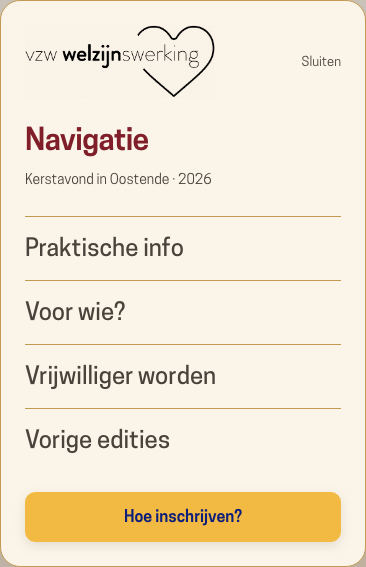 vzw welzijnswerking
Sluiten
Navigatie
Kerstavond in Oostende · 2026
Praktische info
Voor wie?
Vrijwilliger worden
Vorige edities
Hoe inschrijven?